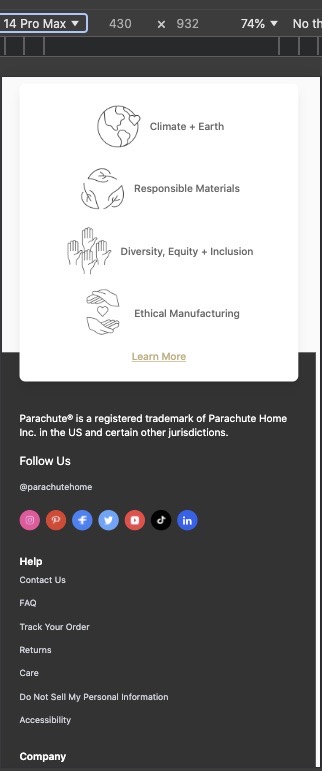 14 Pro Max ▼ 430 × 932 74% ▼ No th
Climate + Earth
Responsible Materials
Diversity, Equity + Inclusion
Ethical Manufacturing
Learn More
Parachute® is a registered trademark of Parachute Home
Inc. in the US and certain other jurisdictions.
Follow Us
@parachutehome
Help
Contact Us
FAQ
Track Your Order
Returns
Care
Do Not Sell My Personal Information
Accessibility
Company